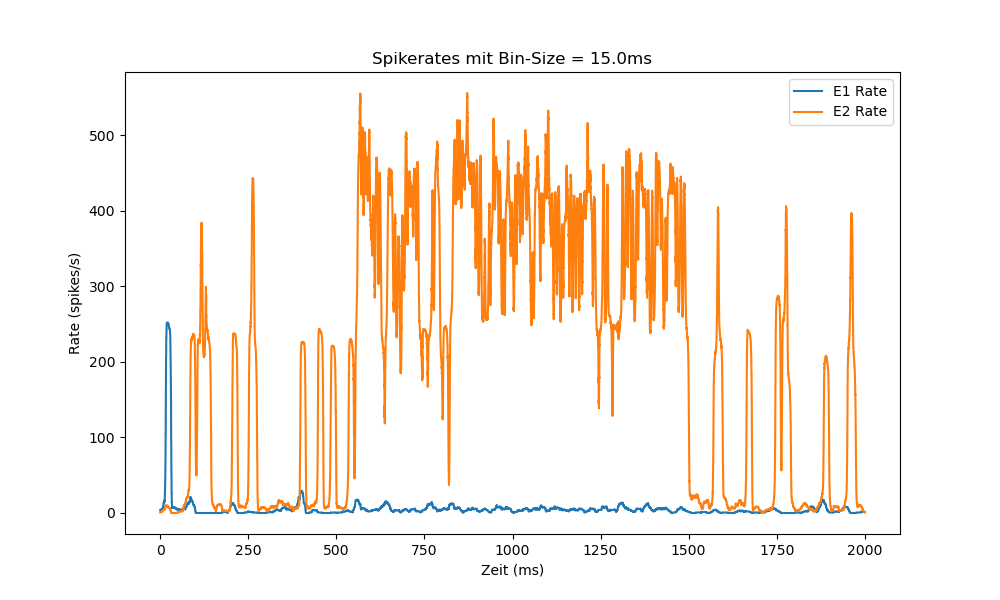 Spikerates mit Bin-Size = 15.0ms
E1 Rate
E2 Rate
Rate (spikes/s)
500
400
300
200
100
0
0 250 500 750 1000 1250 1500 1750 2000
Zeit (ms)